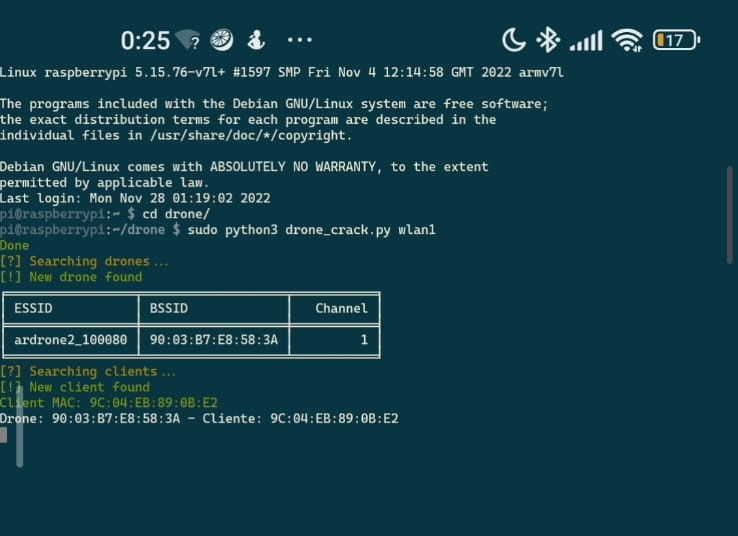 0:25 ? ... 17
Linux raspberrypi 5.15.76-v7l+ #1597 SMP Fri Nov 4 12:14:58 GMT 2022 armv7l
The programs included with the Debian GNU/Linux system are free software;
the exact distribution terms for each program are described in the
individual files in /usr/share/doc/*/copyright.
Debian GNU/Linux comes with ABSOLUTELY NO WARRANTY, to the extent
permitted by applicable law.
Last login: Mon Nov 28 01:19:02 2022
pi@raspberrypi:~ $ cd drone/
pi@raspberrypi:~/drone $ sudo python3 drone_crack.py wlan1
Done
[?] Searching drones...
[!] New drone found
ESSID BSSID Channel
ardrone2_100080 90:03:B7:E8:58:3A 1
[?] Searching clients...
[!] New client found
Client MAC: 9C:04:EB:89:0B:E2
Drone: 90:03:B7:E8:58:3A - Cliente: 9C:04:EB:89:0B:E2